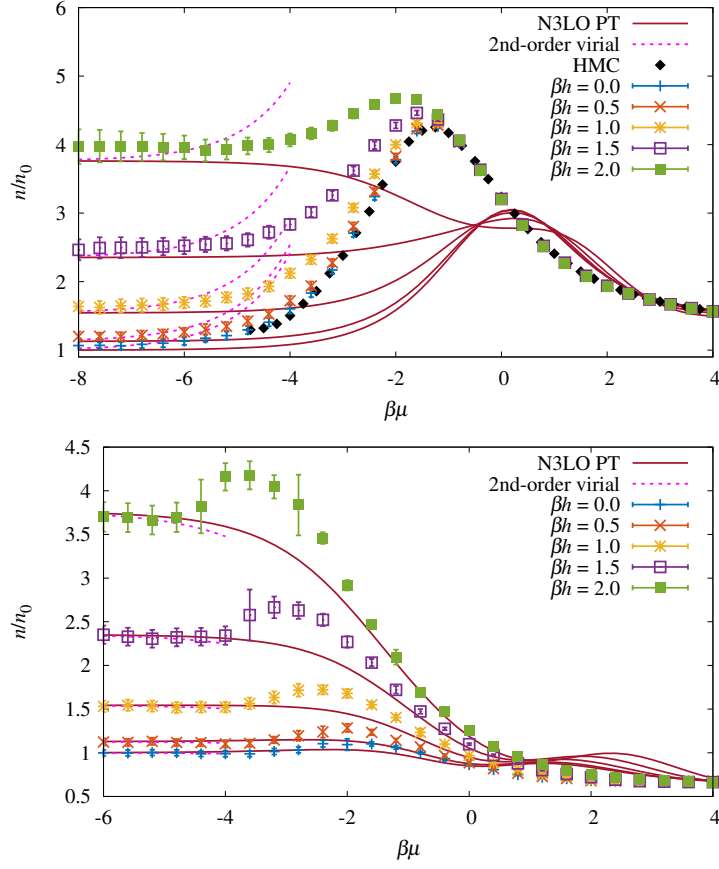 6
5
4
3
2
1
n/n₀
N3LO PT
2nd-order virial
HMC
βh = 0.0
βh = 0.5
βh = 1.0
βh = 1.5
βh = 2.0
-8 -6 -4 -2 0 2 4
βμ
4.5
4
3.5
3
2.5
2
1.5
1
0.5
n/n₀
N3LO PT
2nd-order virial
βh = 0.0
βh = 0.5
βh = 1.0
βh = 1.5
βh = 2.0
-6 -4 -2 0 2 4
βμ